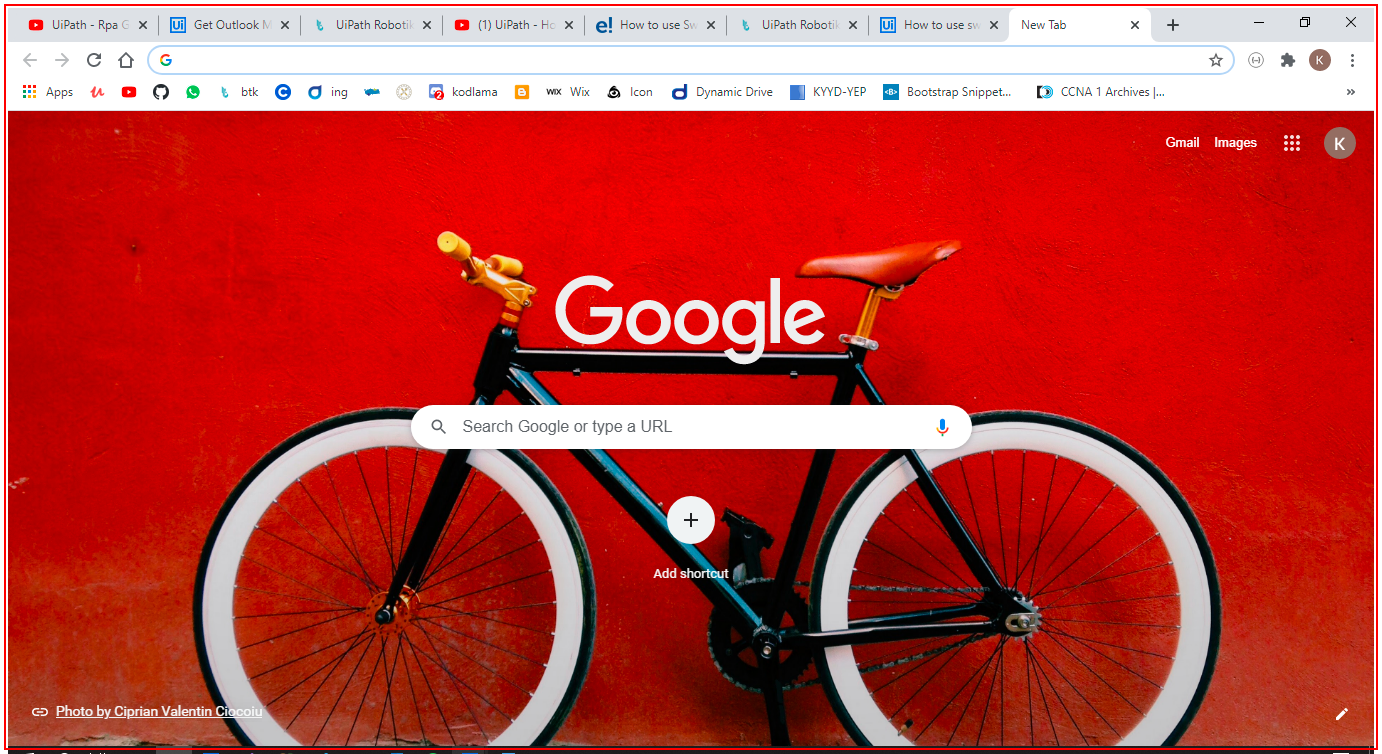 UiPath - Rpa G
Get Outlook M
UiPath Robotik
(1) UiPath - Ho
How to use Sw
UiPath Robotik
How to use sw
New Tab
K
Apps
btk
ing
2
kodlama
WIX Wix
Icon
Dynamic Drive
KYYD-YEP
<B> Bootstrap Snippet...
CCNA 1 Archives |...
»
Gmail Images K
Google
Search Google or type a URL
Add shortcut
Photo by Ciprian Valentin Ciocoiu